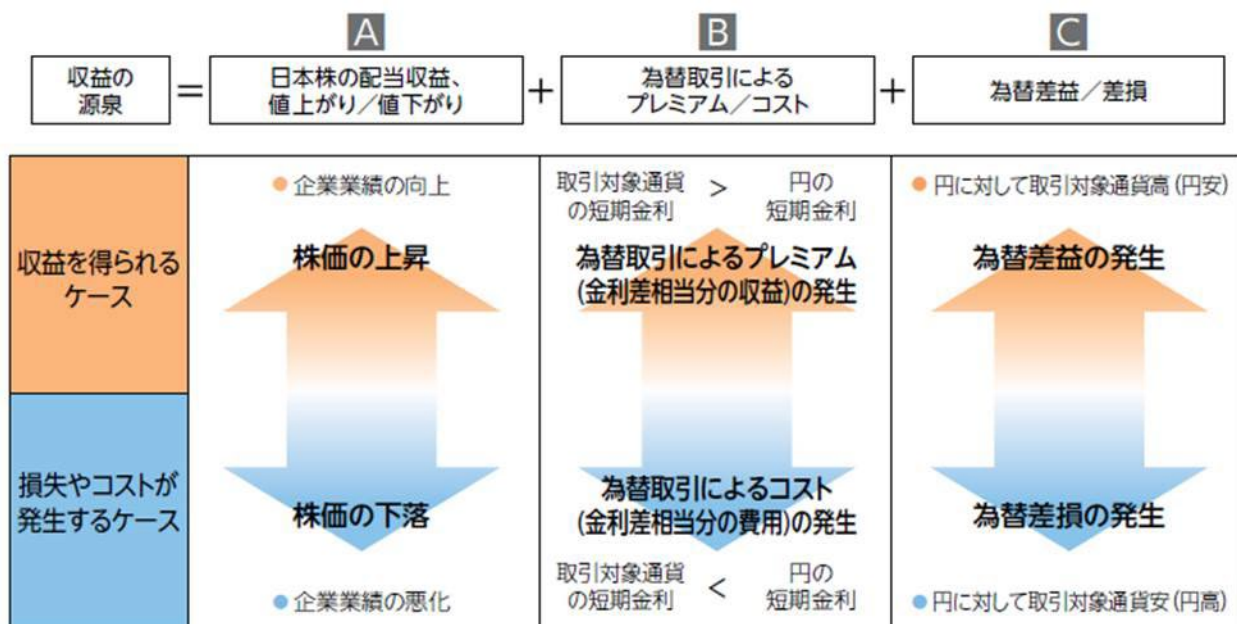 A
B
C
収益の
源泉
=
日本株の配当収益、
値上がり/値下がり
+
為替取引による
プレミアム/コスト
+
為替差益/差損
収益を得られる
ケース
●企業業績の向上
株価の上昇
取引対象通貨
の短期金利
>
円の
短期金利
為替取引によるプレミアム
(金利差相当分の収益)の発生
●円に対して取引対象通貨高(円安)
為替差益の発生
損失やコストが
発生するケース
株価の下落
●企業業績の悪化
為替取引によるコスト
(金利差相当分の費用)の発生
取引対象通貨
の短期金利
<
円の
短期金利
為替差損の発生
●円に対して取引対象通貨安(円高)